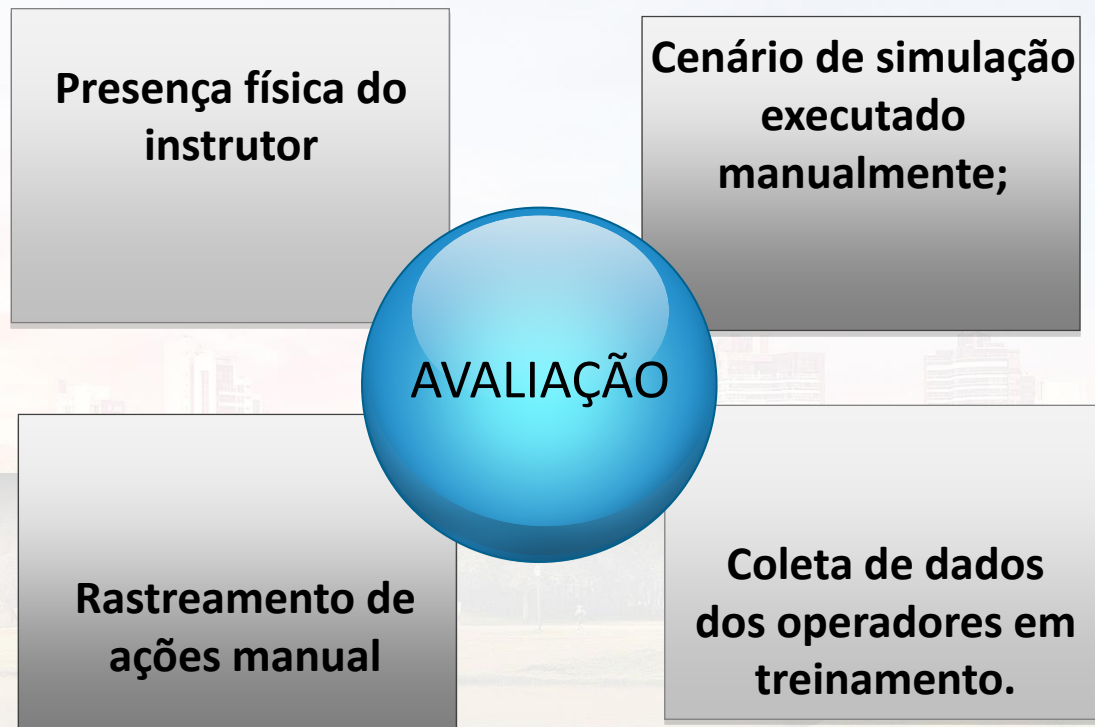 Presença física do
instrutor
Cenário de simulação
executado
manualmente;
AVALIAÇÃO
Rastreamento de
ações manual
Coleta de dados
dos operadores em
treinamento.